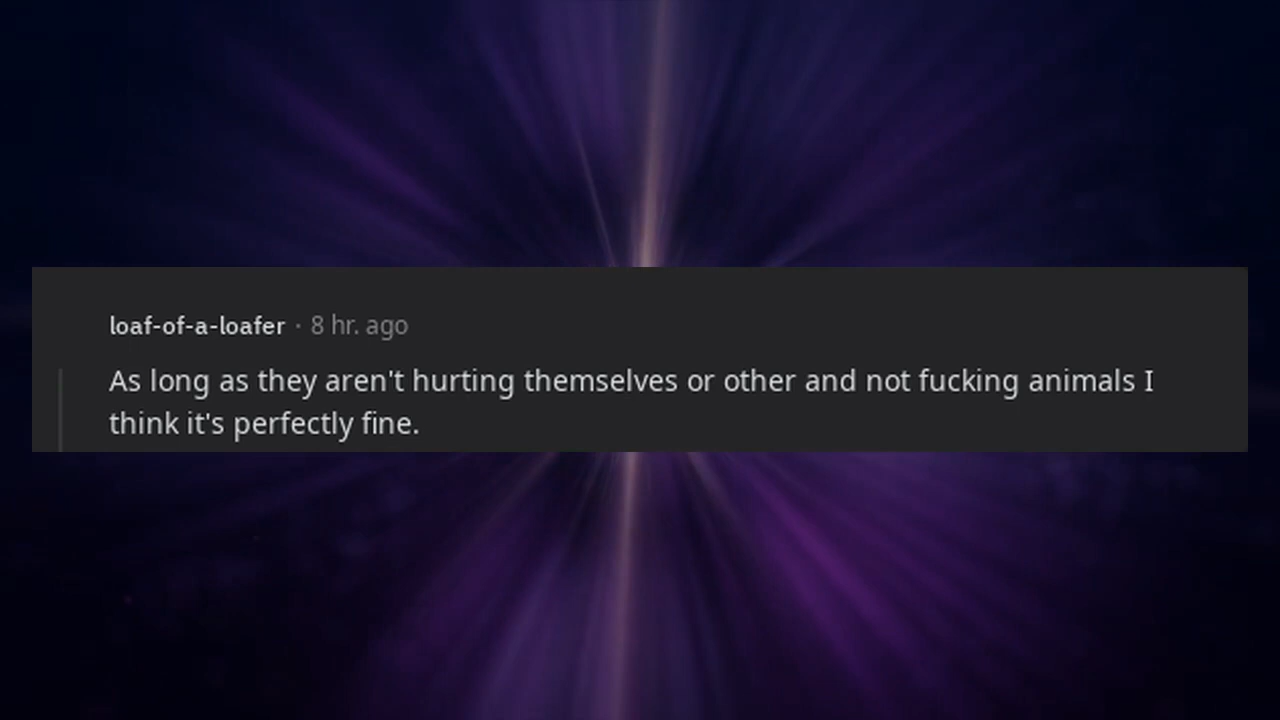 loaf-of-a-loafer · 8 hr. ago
As long as they aren't hurting themselves or other and not fucking animals I
think it's perfectly fine.